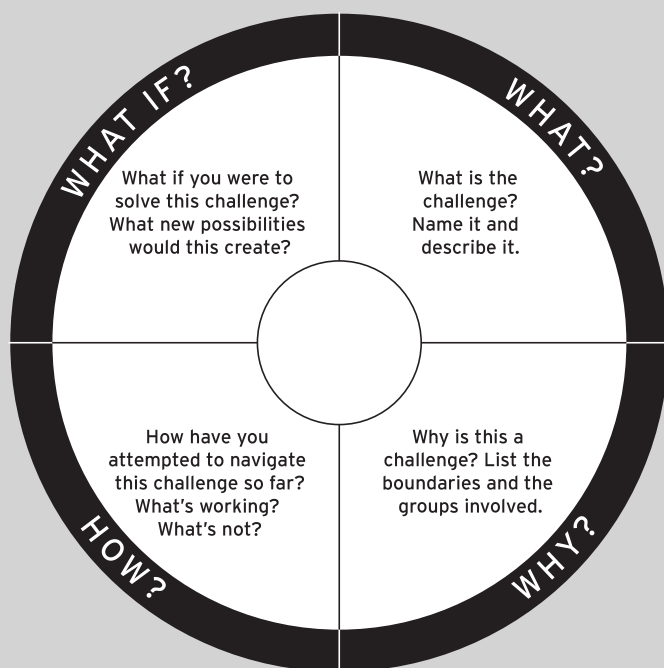 WHAT IF?
What if you were to
solve this challenge?
What new possibilities
would this create?
WHAT?
What is the
challenge?
Name it and
describe it.
HOW?
How have you
attempted to navigate
this challenge so far?
What's working?
What's not?
WHY?
Why is this a
challenge? List the
boundaries and the
groups involved.